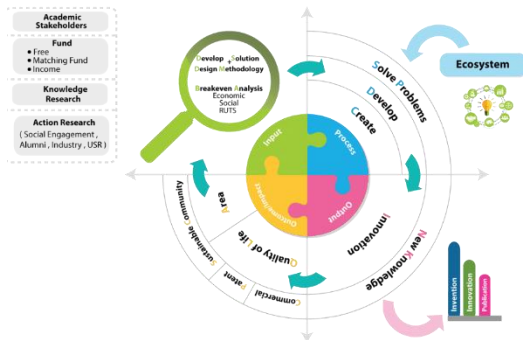 Academic
Stakeholders
Fund
• Free
• Matching Fund
• Income
Knowledge
Research
Action Research
( Social Engagement ,
Alumni , Industry , USR )
Develop + Solution
Design Methodology
Breakeven Analysis
Economic
Social
RUTS
Solve Problems
Develop
Create
Ecosystem
Input
Process
Outcome/Impact
Output
Innovation
New Knowledge
Area
Quality of Life
Sustainable Community
Patent
Commercial
Invention
Innovation
Publication